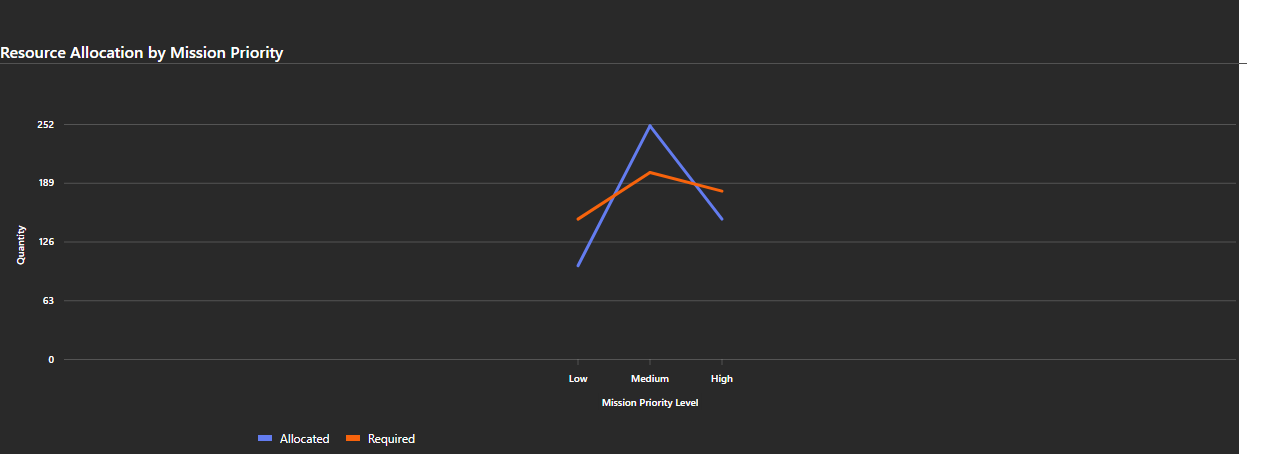 Resource Allocation by Mission Priority
252
189
126
63
0
Quantity
Low Medium High
Mission Priority Level
Allocated Required